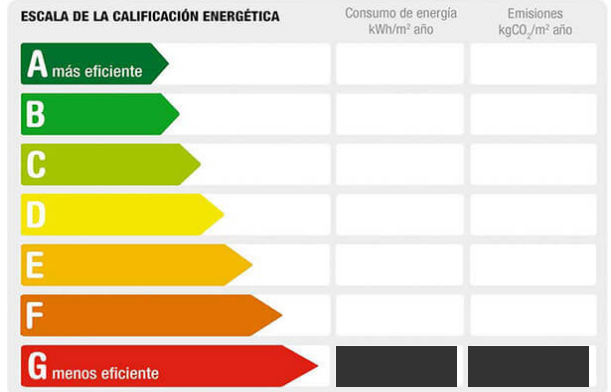 ESCALA DE LA CALIFICACIÓN ENERGÉTICA
Consumo de energía
kWh/m² año
Emisiones
kgCO₂/m² año
A más eficiente
B
C
D
E
F
G menos eficiente